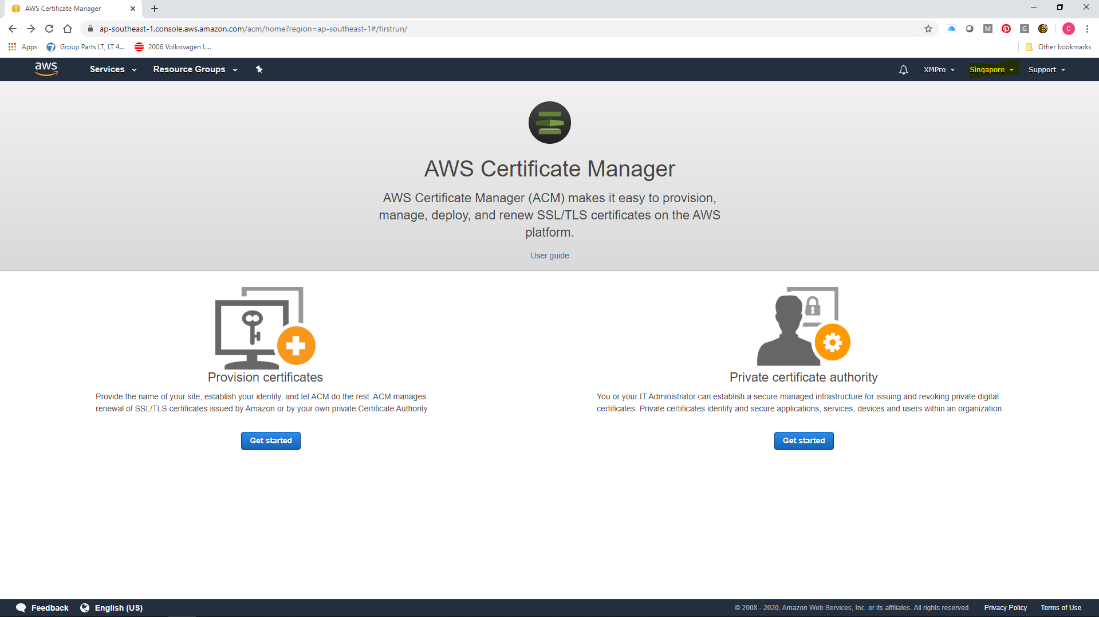 AWS Certificate Manager
ap-southeast-1.console.aws.amazon.com/acm/home?region=ap-southeast-1#/firstrun/
Apps Group Parts LT, LT 4... 2006 Volkswagen L... Other bookmarks
aws Services Resource Groups XMPro Singapore Support
AWS Certificate Manager
AWS Certificate Manager (ACM) makes it easy to provision,
manage, deploy, and renew SSL/TLS certificates on the AWS
platform.
User guide
Provision certificates
Provide the name of your site, establish your identity, and let ACM do the rest. ACM manages
renewal of SSL/TLS certificates issued by Amazon or by your own private Certificate Authority.
Get started
Private certificate authority
You or your IT Administrator can establish a secure managed infrastructure for issuing and revoking private digital
certificates. Private certificates identify and secure applications, services, devices and users within an organization.
Get started
Feedback English (US) © 2008 - 2020, Amazon Web Services, Inc. or its affiliates. All rights reserved. Privacy Policy Terms of Use